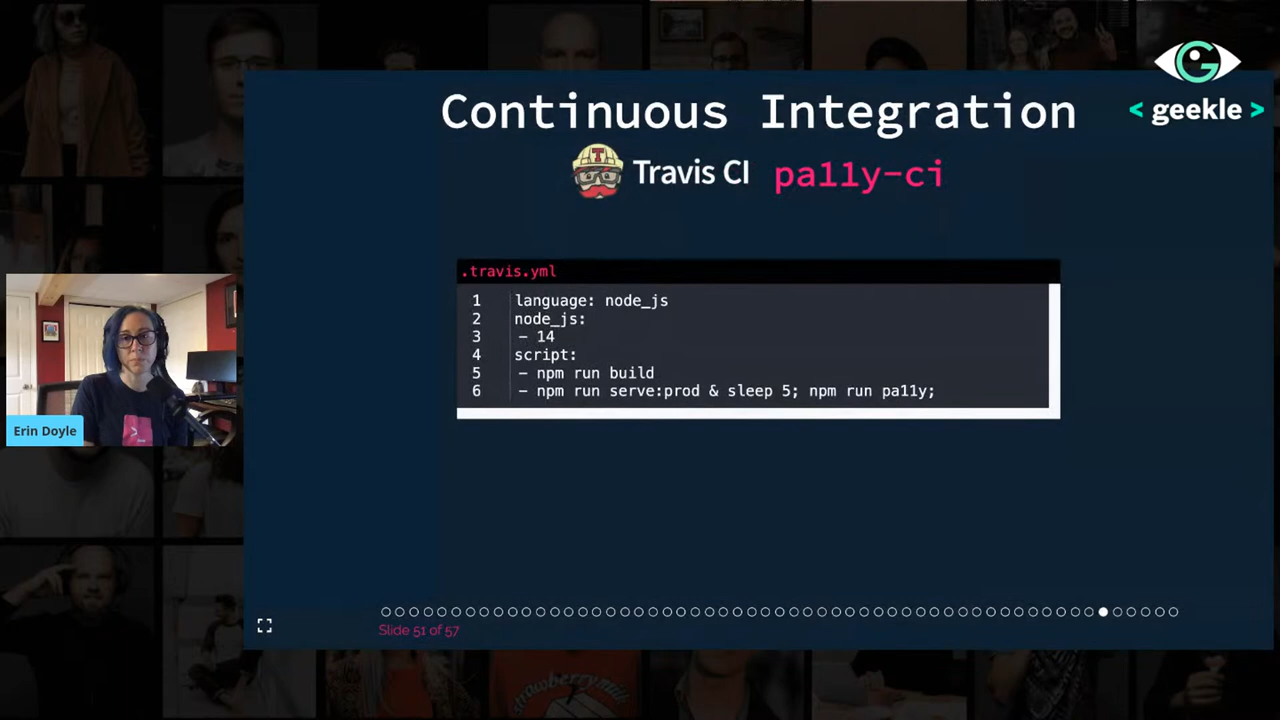 Continuous Integration
< geekle >
Travis CI pa11y-ci
.travis.yml
1 language: node_js
2 node_js:
3 - 14
4 script:
5 - npm run build
6 - npm run serve:prod & sleep 5; npm run pa11y;
Erin Doyle
Slide 51 of 57